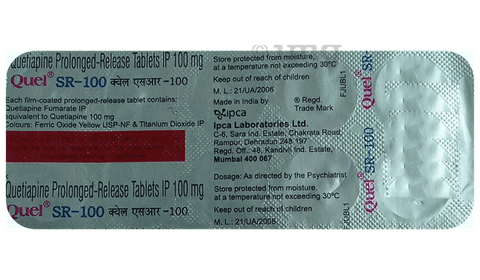 Quetiapine Prolonged-Release Tablets IP 100 mg
Quel® SR-100 क्वेल एसआर -100
Each film-coated prolonged-release tablet contains:
Quetiapine Fumarate IP
equivalent to Quetiapine 100 mg
Colours: Ferric Oxide Yellow USP-NF & Titanium Dioxide IP
Quetiapine Prolonged-Release Tablets IP 100 mg
Quel® SR-100 क्वेल एसआर -100
Store protected from moisture,
at a temperature not exceeding 30°C
Keep out of reach of children
M. L.: 21/UA/2006
Made in India by ® Regd.
Trade Mark
ipca
Ipca Laboratories Ltd.
C-6, Sara Ind. Estate, Chakrata Road,
Rampur, Dehradun 248 197
Regd. Off.: 48, Kandivli Ind. Estate,
Mumbai 400 067
Dosage: As directed by the Psychiatrist
Store protected from moisture,
at a temperature not exceeding 30°C
Keep out of reach of children
M. L.: 21/UA/2006
FJUBL1
FJUBL1
Quel® SR-100
Quel® SR-100